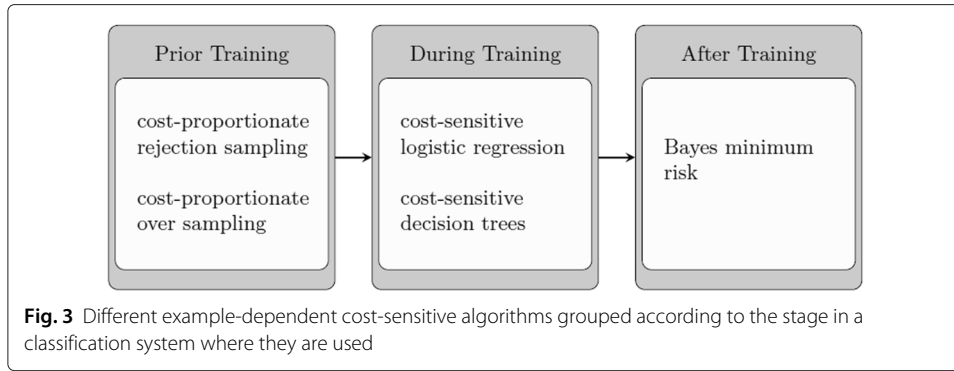 Prior Training
cost-proportionate
rejection sampling
cost-proportionate
over sampling
During Training
cost-sensitive
logistic regression
cost-sensitive
decision trees
After Training
Bayes minimum
risk
Fig. 3 Different example-dependent cost-sensitive algorithms grouped according to the stage in a
classification system where they are used